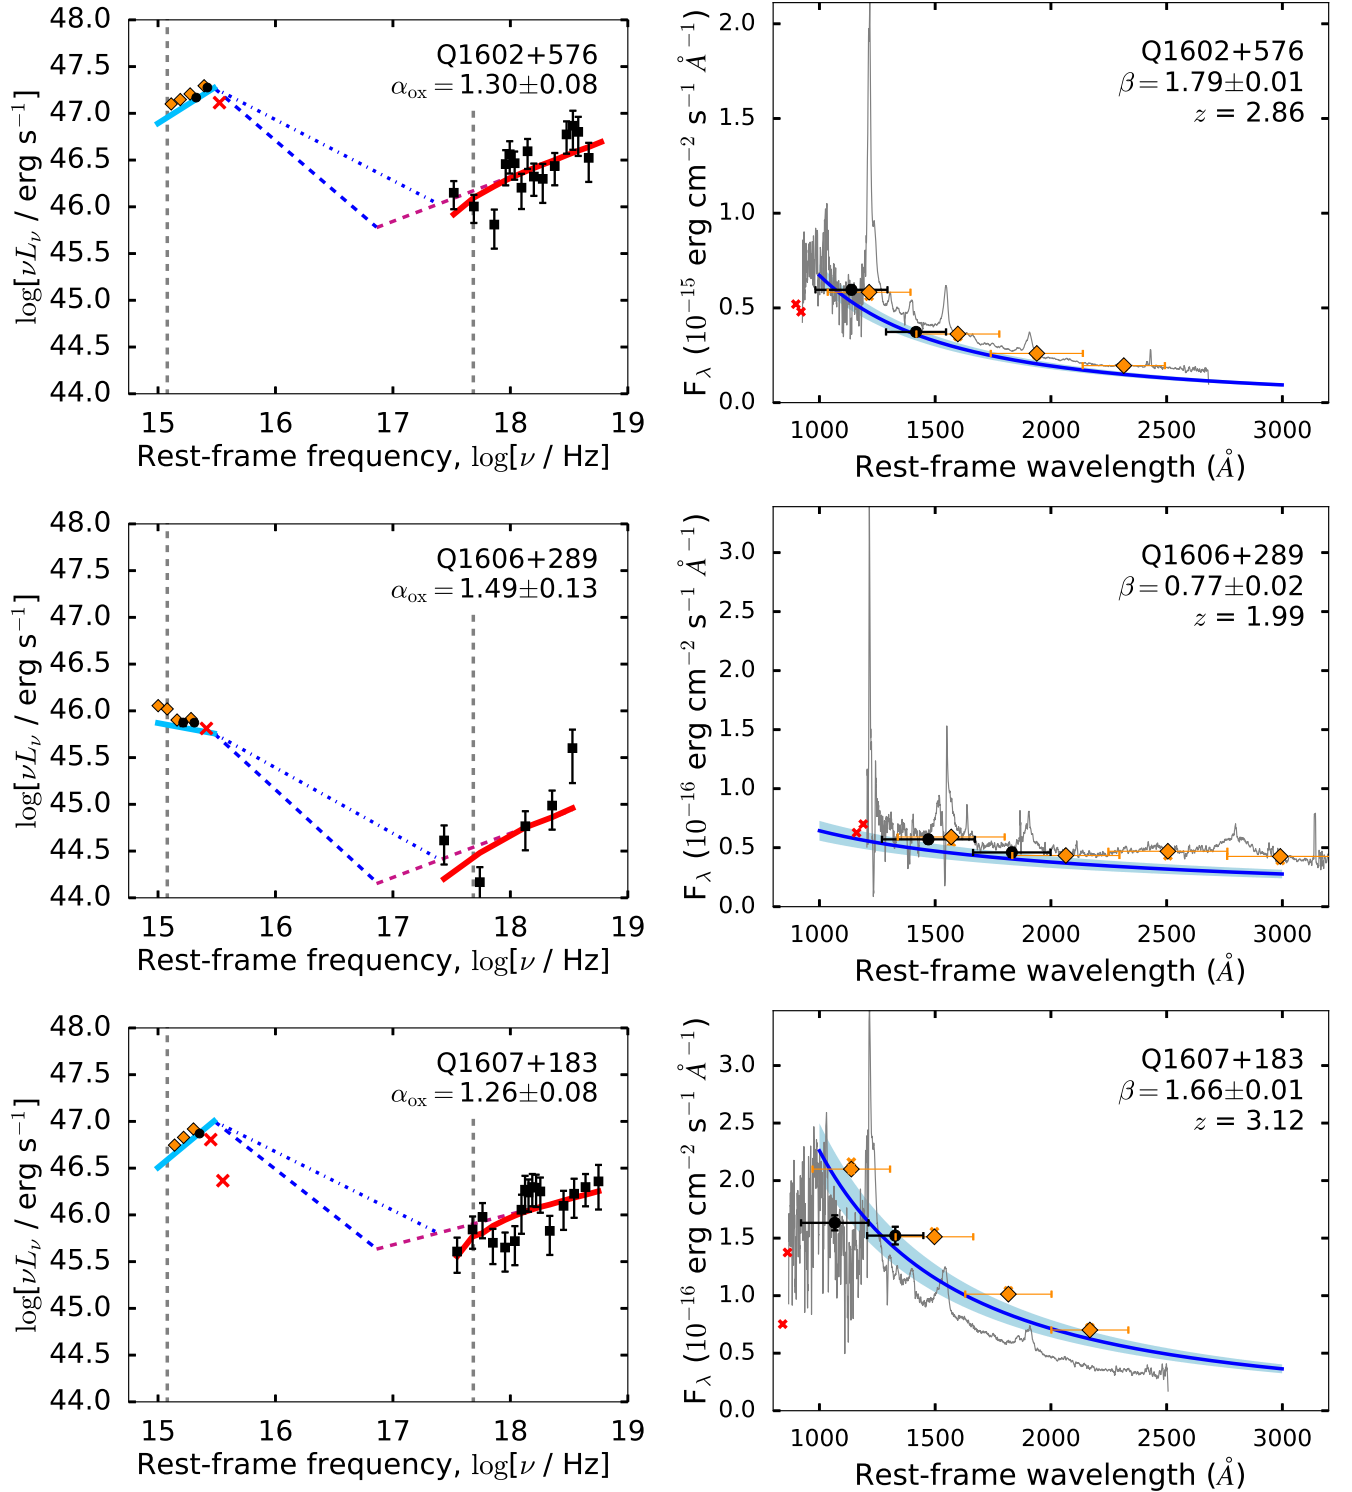 48.0
47.5
47.0
46.5
46.0
45.5
45.0
44.5
44.0
log[νLν / erg s⁻¹]
Q1602+576
αox = 1.30±0.08
15 16 17 18 19
Rest-frame frequency, log[ν / Hz]
2.0
1.5
1.0
0.5
0.0
Fλ (10⁻¹⁵ erg cm⁻² s⁻¹ Å⁻¹)
Q1602+576
β = 1.79±0.01
z = 2.86
1000 1500 2000 2500 3000
Rest-frame wavelength (Å)
48.0
47.5
47.0
46.5
46.0
45.5
45.0
44.5
44.0
log[νLν / erg s⁻¹]
Q1606+289
αox = 1.49±0.13
15 16 17 18 19
Rest-frame frequency, log[ν / Hz]
3.0
2.5
2.0
1.5
1.0
0.5
0.0
Fλ (10⁻¹⁶ erg cm⁻² s⁻¹ Å⁻¹)
Q1606+289
β = 0.77±0.02
z = 1.99
1000 1500 2000 2500 3000
Rest-frame wavelength (Å)
48.0
47.5
47.0
46.5
46.0
45.5
45.0
44.5
44.0
log[νLν / erg s⁻¹]
Q1607+183
αox = 1.26±0.08
15 16 17 18 19
Rest-frame frequency, log[ν / Hz]
3.0
2.5
2.0
1.5
1.0
0.5
0.0
Fλ (10⁻¹⁶ erg cm⁻² s⁻¹ Å⁻¹)
Q1607+183
β = 1.66±0.01
z = 3.12
1000 1500 2000 2500 3000
Rest-frame wavelength (Å)